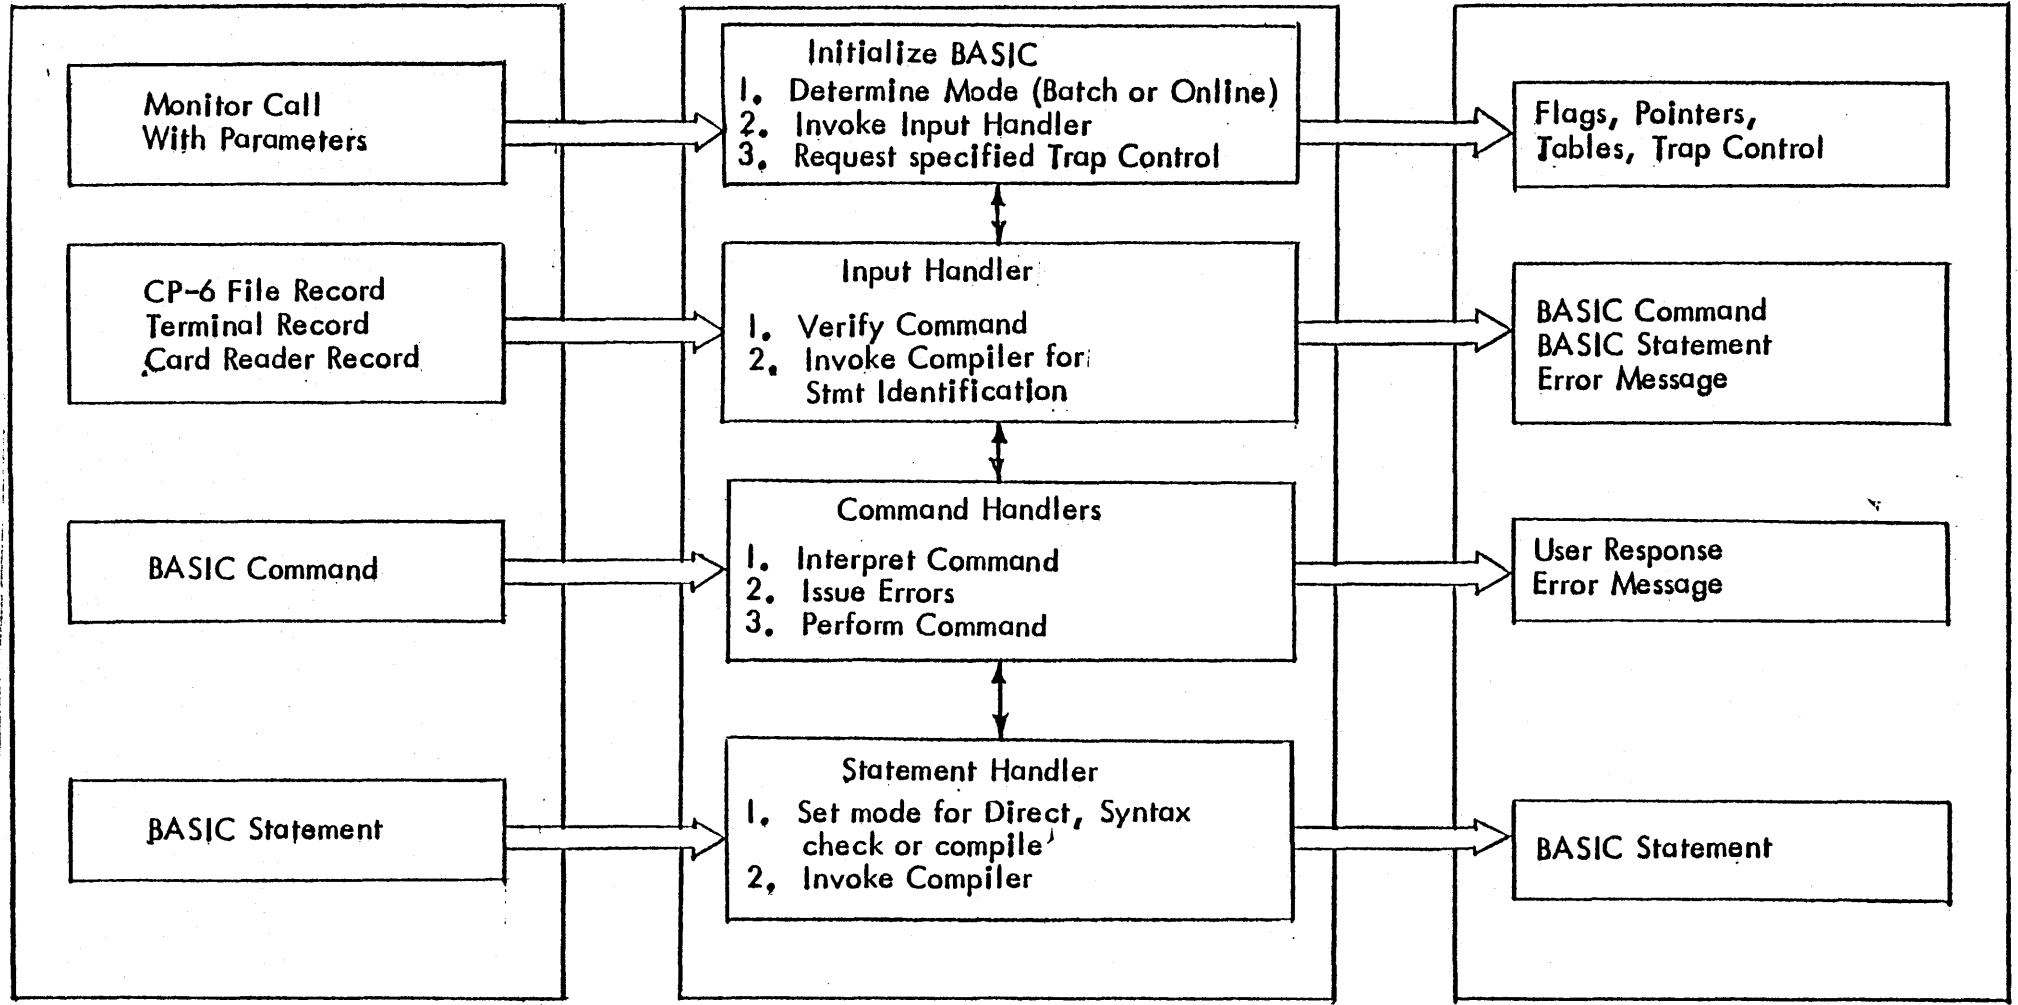 Monitor Call
With Parameters
Initialize BASIC
1. Determine Mode (Batch or Online)
2. Invoke Input Handler
3. Request specified Trap Control
Flags, Pointers,
Tables, Trap Control
CP-6 File Record
Terminal Record
Card Reader Record
Input Handler
1. Verify Command
2. Invoke Compiler for
Stmt Identification
BASIC Command
BASIC Statement
Error Message
BASIC Command
Command Handlers
1. Interpret Command
2. Issue Errors
3. Perform Command
User Response
Error Message
BASIC Statement
Statement Handler
1. Set mode for Direct, Syntax
check or compile
2, Invoke Compiler
BASIC Statement